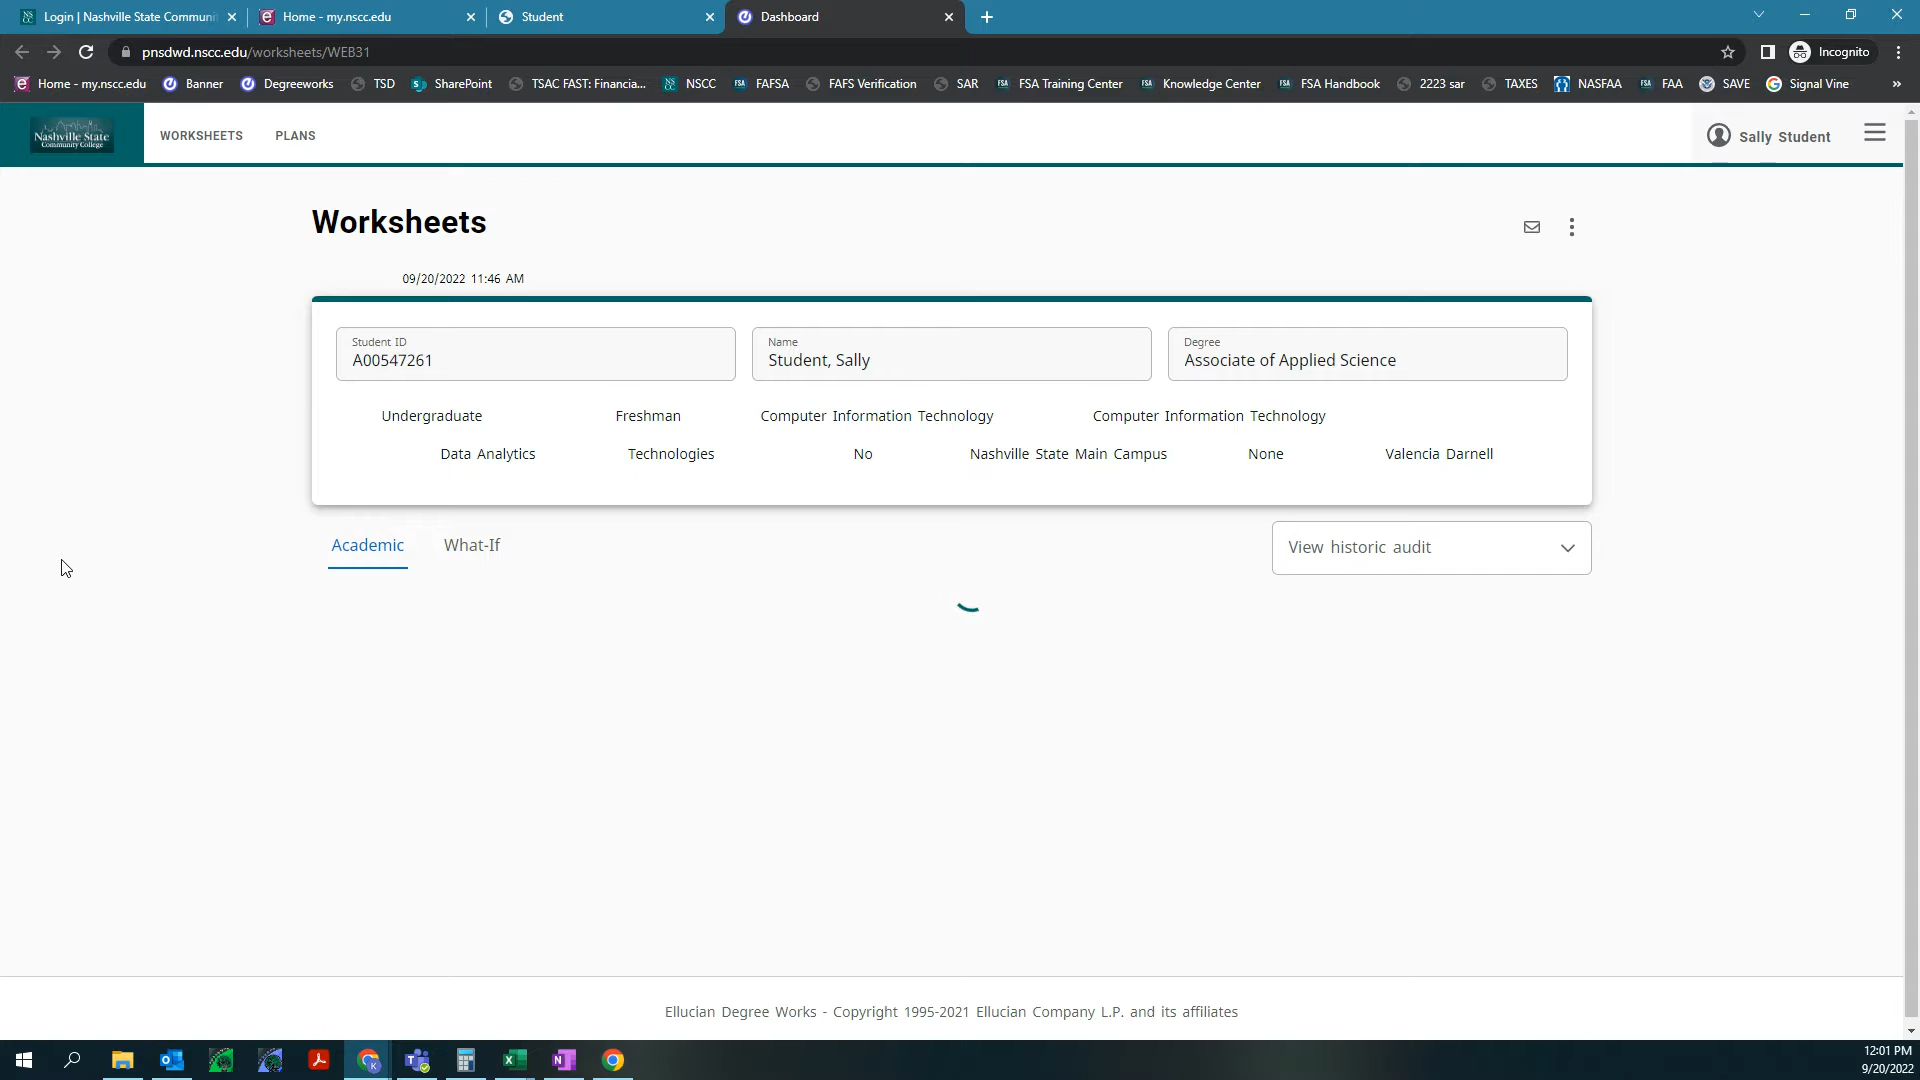 Login | Nashville State Communi
Home - my.nscc.edu
Student
Dashboard
pnsdwd.nscc.edu/worksheets/WEB31
Incognito
Home - my.nscc.edu
Banner
Degreeworks
TSD
SharePoint
TSAC FAST: Financia...
NSCC
FAFSA
FAFS Verification
SAR
FSA Training Center
Knowledge Center
FSA Handbook
2223 sar
TAXES
NASFAA
FAA
SAVE
Signal Vine
»
Nashville State
Community College
WORKSHEETS
PLANS
Sally Student
Worksheets
09/20/2022 11:46 AM
Student ID
A00547261
Name
Student, Sally
Degree
Associate of Applied Science
Undergraduate Freshman Computer Information Technology Computer Information Technology
Data Analytics Technologies No Nashville State Main Campus None Valencia Darnell
Academic
What-If
View historic audit
Ellucian Degree Works - Copyright 1995-2021 Ellucian Company L.P. and its affiliates
12:01 PM
9/20/2022